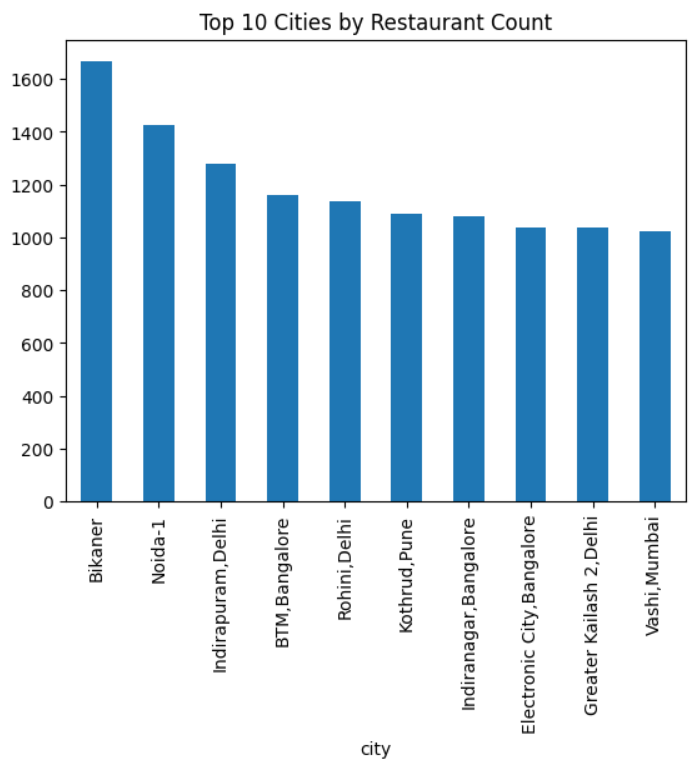 Top 10 Cities by Restaurant Count
1600
1400
1200
1000
800
600
400
200
0
Bikaner
Noida-1
Indirapuram,Delhi
BTM,Bangalore
Rohini,Delhi
Kothrud,Pune
Indiranagar,Bangalore
Electronic City,Bangalore
Greater Kailash 2,Delhi
Vashi,Mumbai
city